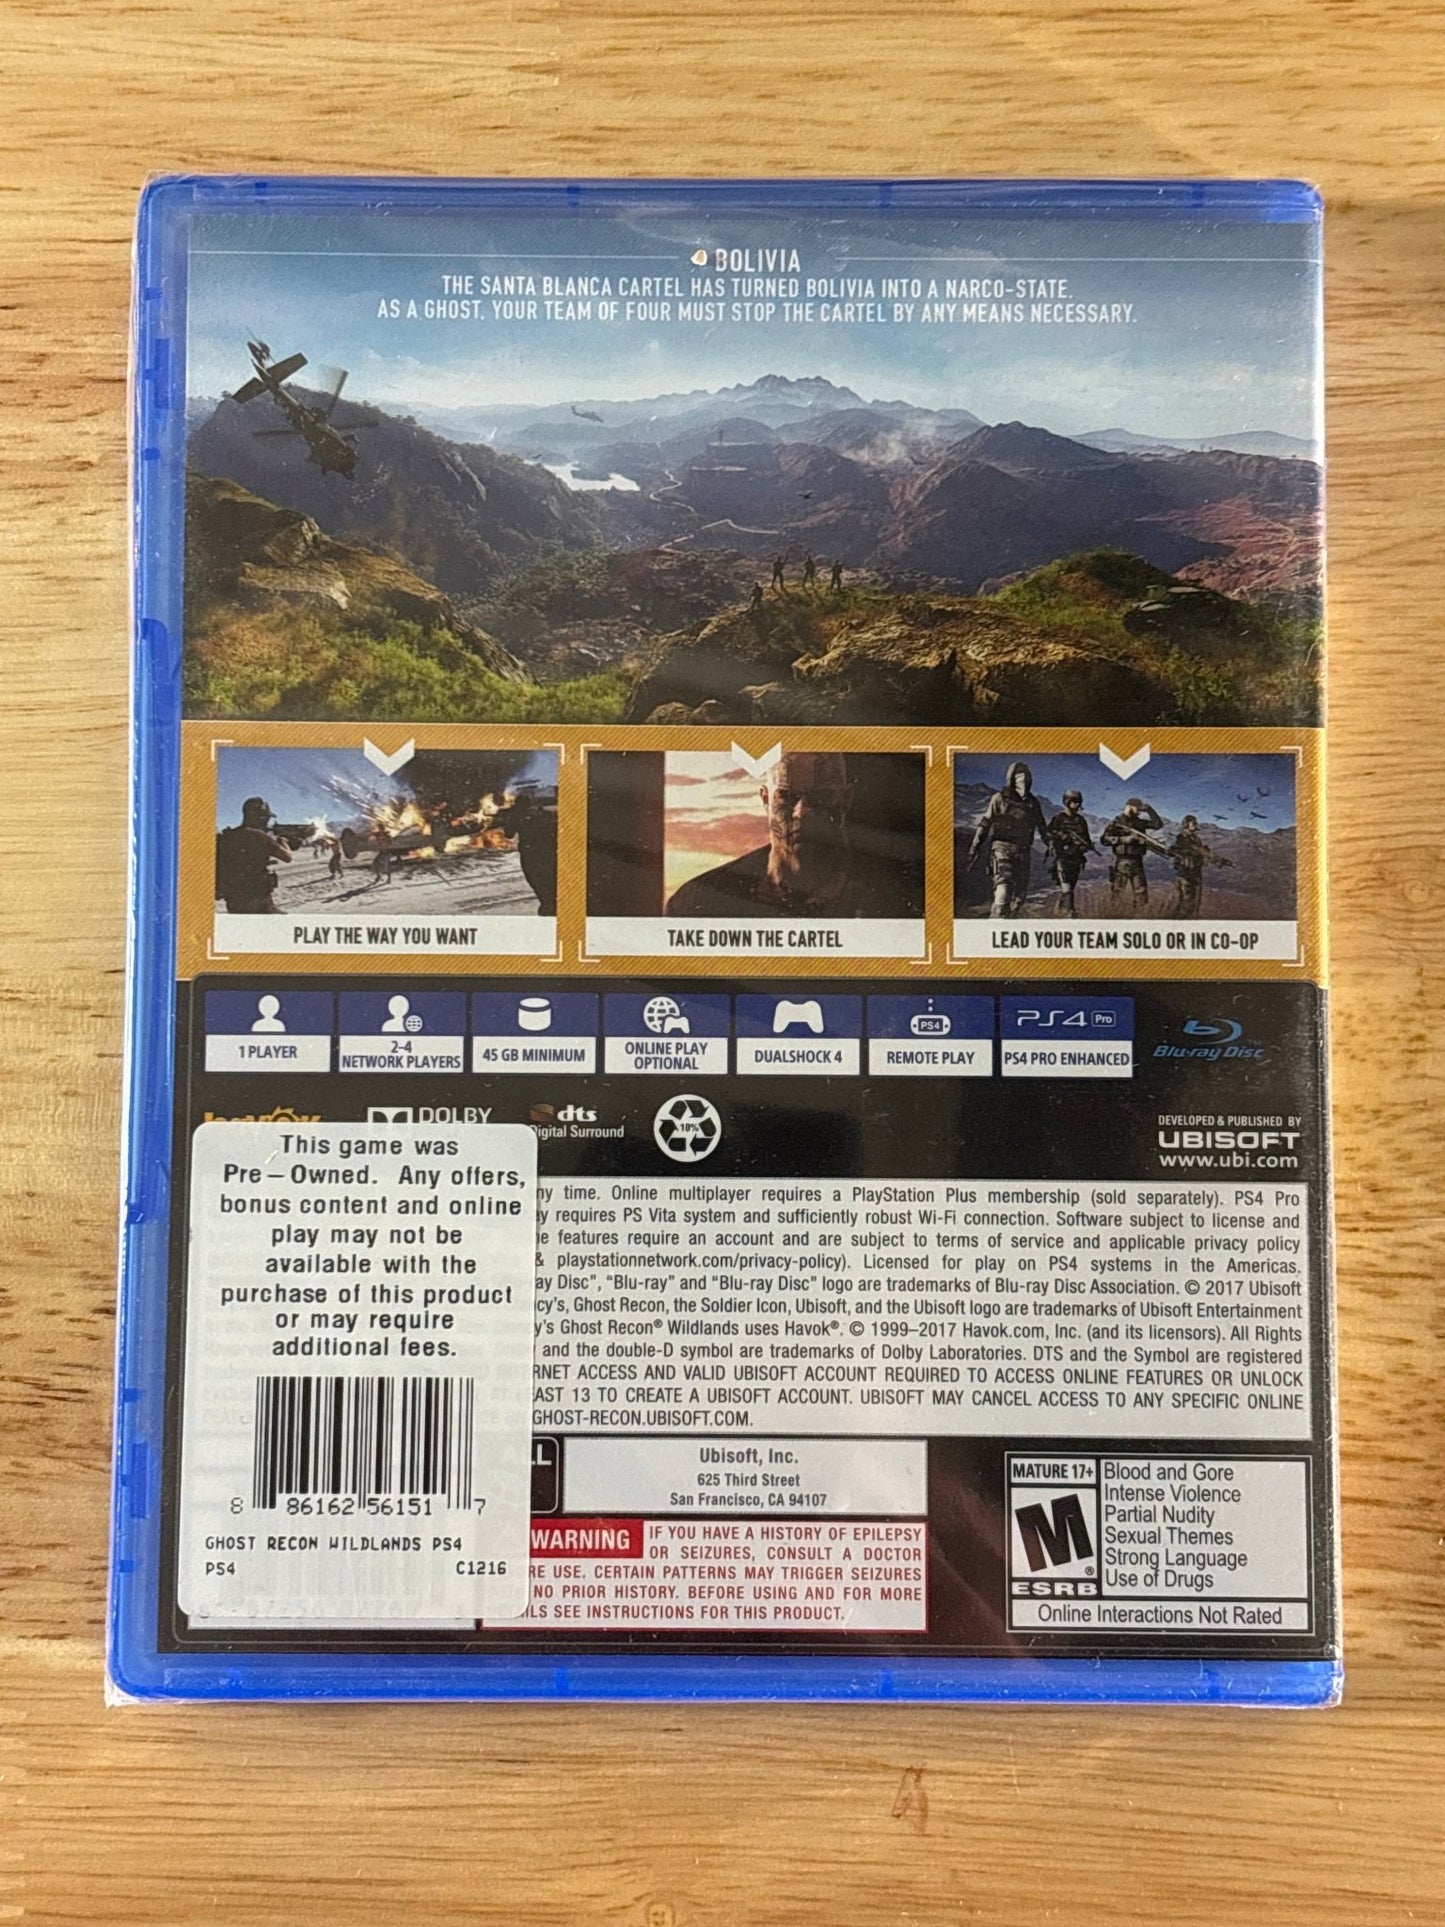 BOLIVIA
THE SANTA BLANCA CARTEL HAS TURNED BOLIVIA INTO A NARCO-STATE.
AS A GHOST, YOUR TEAM OF FOUR MUST STOP THE CARTEL BY ANY MEANS NECESSARY.
PLAY THE WAY YOU WANT
TAKE DOWN THE CARTEL
LEAD YOUR TEAM SOLO OR IN CO-OP
1 PLAYER
2-4
NETWORK PLAYERS
45 GB MINIMUM
ONLINE PLAY
OPTIONAL
DUALSHOCK 4
PS4
REMOTE PLAY
PS4 Pro
PS4 PRO ENHANCED
Blu-ray Disc
DOLBY
dts
Digital Surround
10%
DEVELOPED & PUBLISHED BY
UBISOFT
www.ubi.com
This game was
Pre-Owned. Any offers,
bonus content and online
play may not be
available with the
purchase of this product
or may require
additional fees.
8 86162 56151 7
GHOST RECON WILDLANDS PS4
PS4 C1216
ny time. Online multiplayer requires a PlayStation Plus membership (sold separately). PS4 Pro
ay requires PS Vita system and sufficiently robust Wi-Fi connection. Software subject to license and
e features require an account and are subject to terms of service and applicable privacy policy
& playstationnetwork.com/privacy-policy). Licensed for play on PS4 systems in the Americas.
ay Disc", "Blu-ray" and "Blu-ray Disc" logo are trademarks of Blu-ray Disc Association. © 2017 Ubisoft
cy's, Ghost Recon, the Soldier Icon, Ubisoft, and the Ubisoft logo are trademarks of Ubisoft Entertainment
y's Ghost Recon® Wildlands uses Havok®. © 1999–2017 Havok.com, Inc. (and its licensors). All Rights
and the double-D symbol are trademarks of Dolby Laboratories. DTS and the Symbol are registered
RNET ACCESS AND VALID UBISOFT ACCOUNT REQUIRED TO ACCESS ONLINE FEATURES OR UNLOCK
AST 13 TO CREATE A UBISOFT ACCOUNT. UBISOFT MAY CANCEL ACCESS TO ANY SPECIFIC ONLINE
GHOST-RECON.UBISOFT.COM.
Ubisoft, Inc.
625 Third Street
San Francisco, CA 94107
WARNING IF YOU HAVE A HISTORY OF EPILEPSY
OR SEIZURES, CONSULT A DOCTOR
RE USE. CERTAIN PATTERNS MAY TRIGGER SEIZURES
NO PRIOR HISTORY. BEFORE USING AND FOR MORE
ILS SEE INSTRUCTIONS FOR THIS PRODUCT.
MATURE 17+
M
®
ESRB
Blood and Gore
Intense Violence
Partial Nudity
Sexual Themes
Strong Language
Use of Drugs
Online Interactions Not Rated